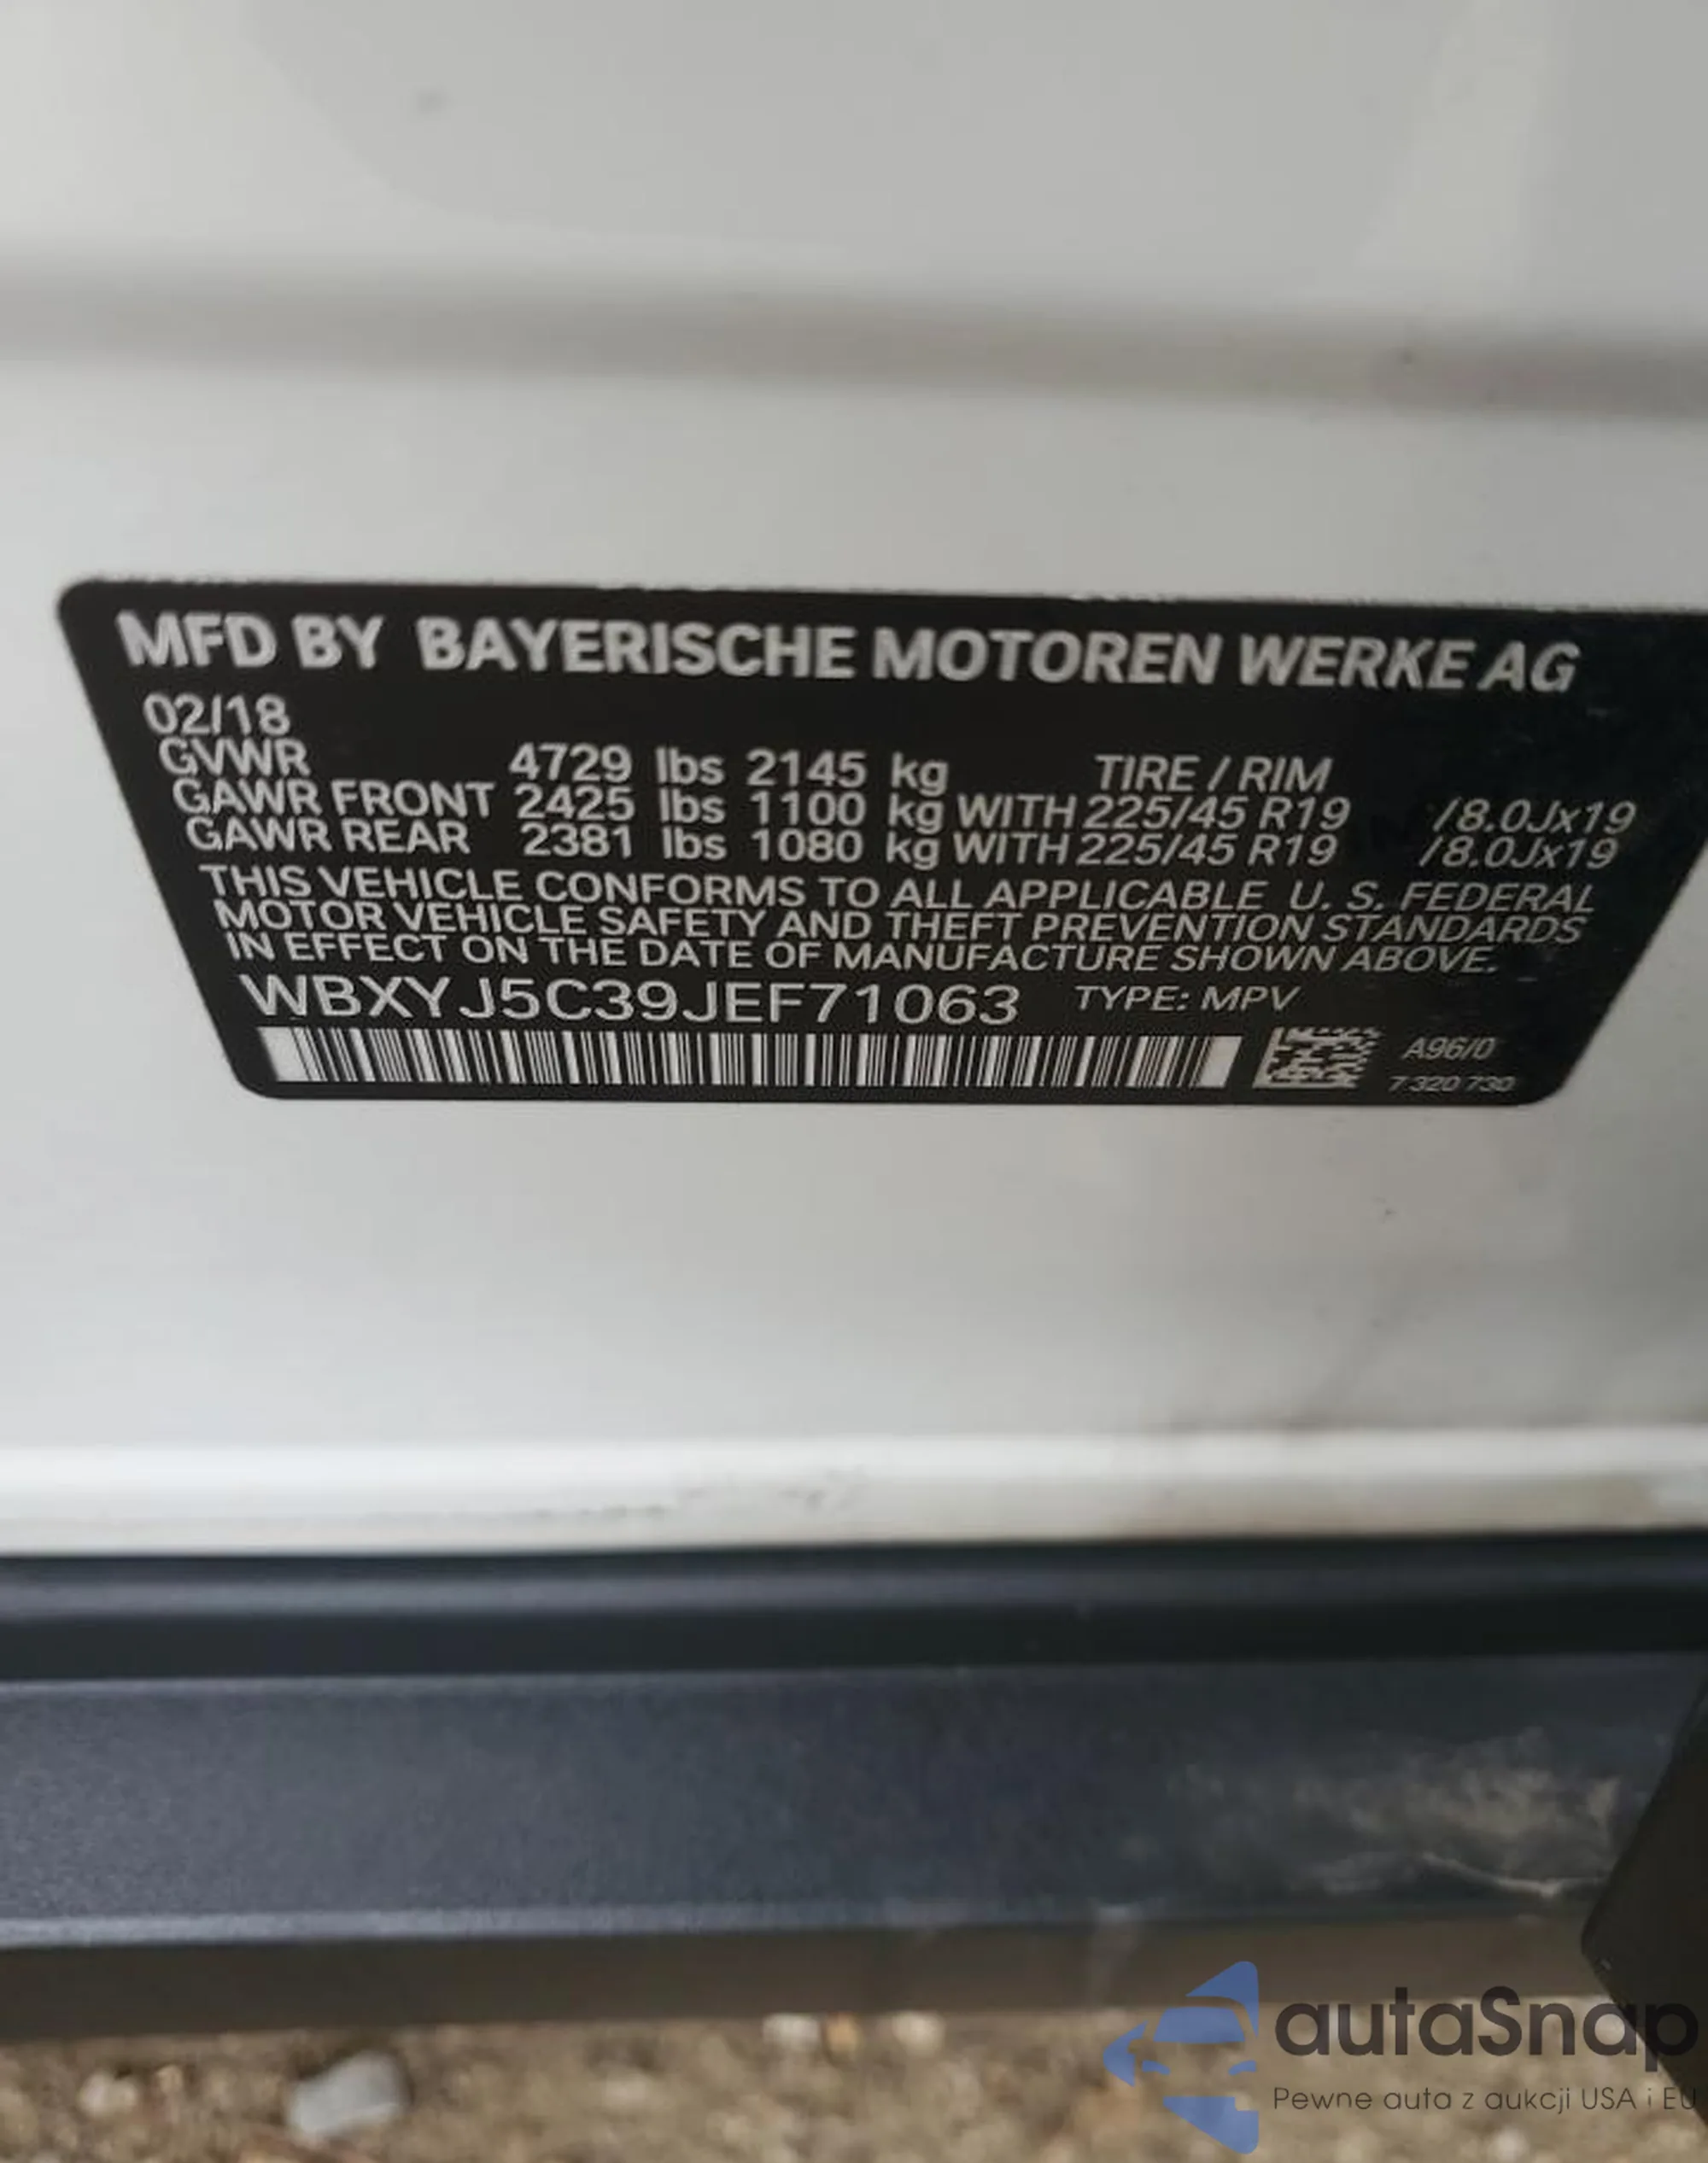 MFD BY BAYERISCHE MOTOREN WERKE AG
02/18
GVWR 4729 lbs 2145 kg TIRE / RIM
GAWR FRONT 2425 lbs 1100 kg WITH 225/45 R19 /8.0Jx19
GAWR REAR 2381 lbs 1080 kg WITH 225/45 R19 /8.0Jx19
THIS VEHICLE CONFORMS TO ALL APPLICABLE U. S. FEDERAL
MOTOR VEHICLE SAFETY AND THEFT PREVENTION STANDARDS
IN EFFECT ON THE DATE OF MANUFACTURE SHOWN ABOVE.
WBXYJ5C39JEF71063 TYPE: MPV
A96/0
7 320 730
autaSnap
Pewne auta z aukcji USA i EU